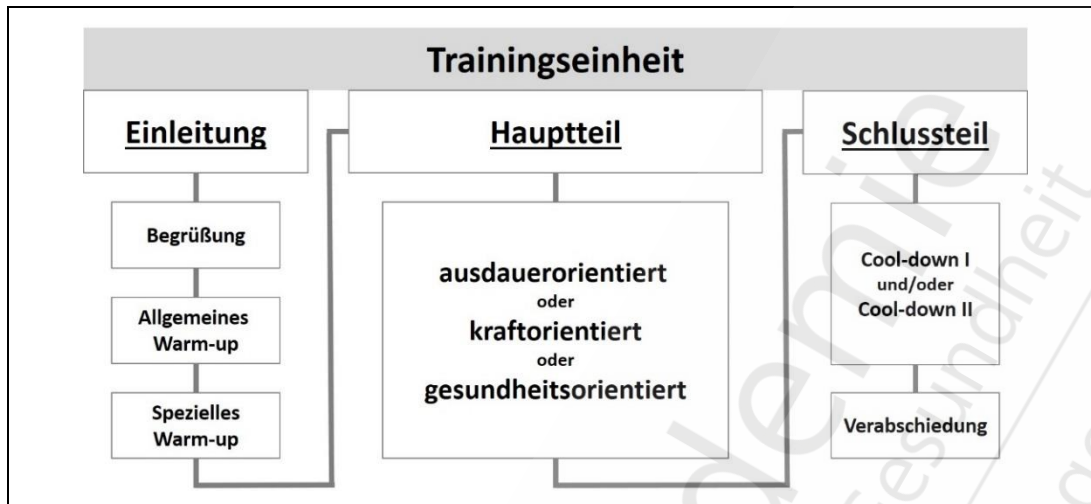 Trainingseinheit
Einleitung
Begrüßung
Allgemeines
Warm-up
Spezielles
Warm-up
Hauptteil
ausdauerorientiert
oder
kraftorientiert
oder
gesundheitsorientiert
Schlussteil
Cool-down I
und/oder
Cool-down II
Verabschiedung